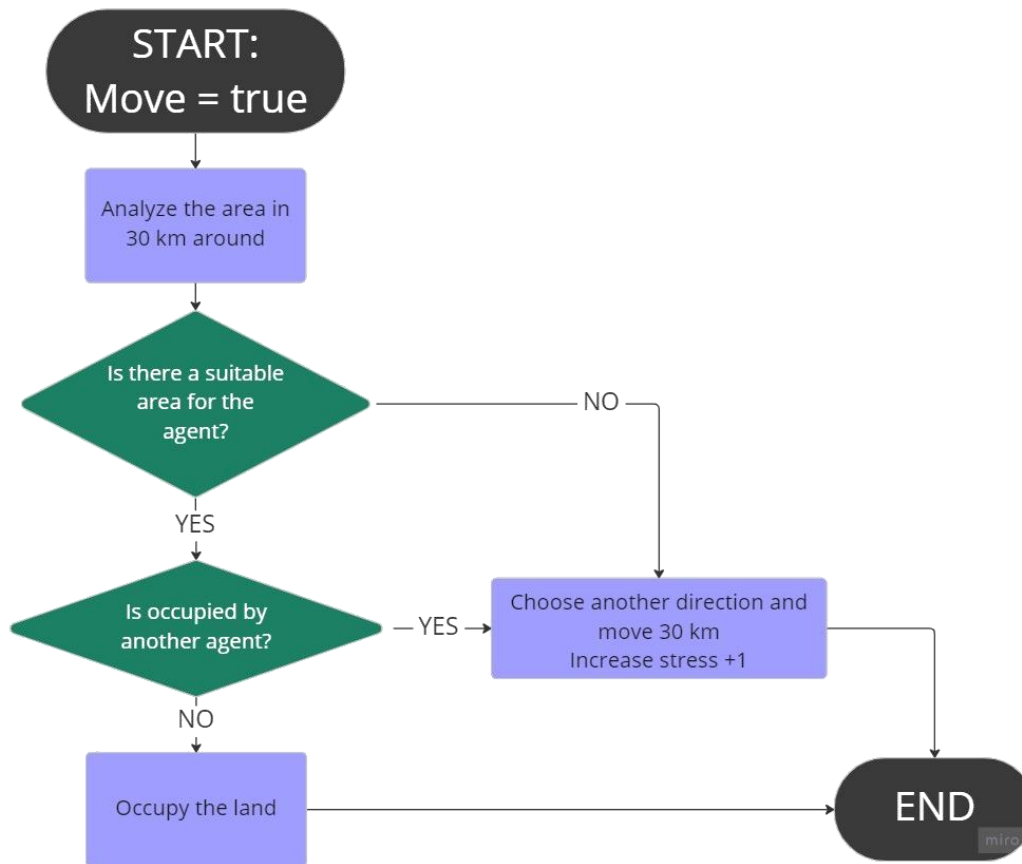 START:
Move = true
Analyze the area in
30 km around
Is there a suitable
area for the
agent?
NO
YES
Is occupied by
another agent?
YES
Choose another direction and
move 30 km
Increase stress +1
NO
Occupy the land
END
miro